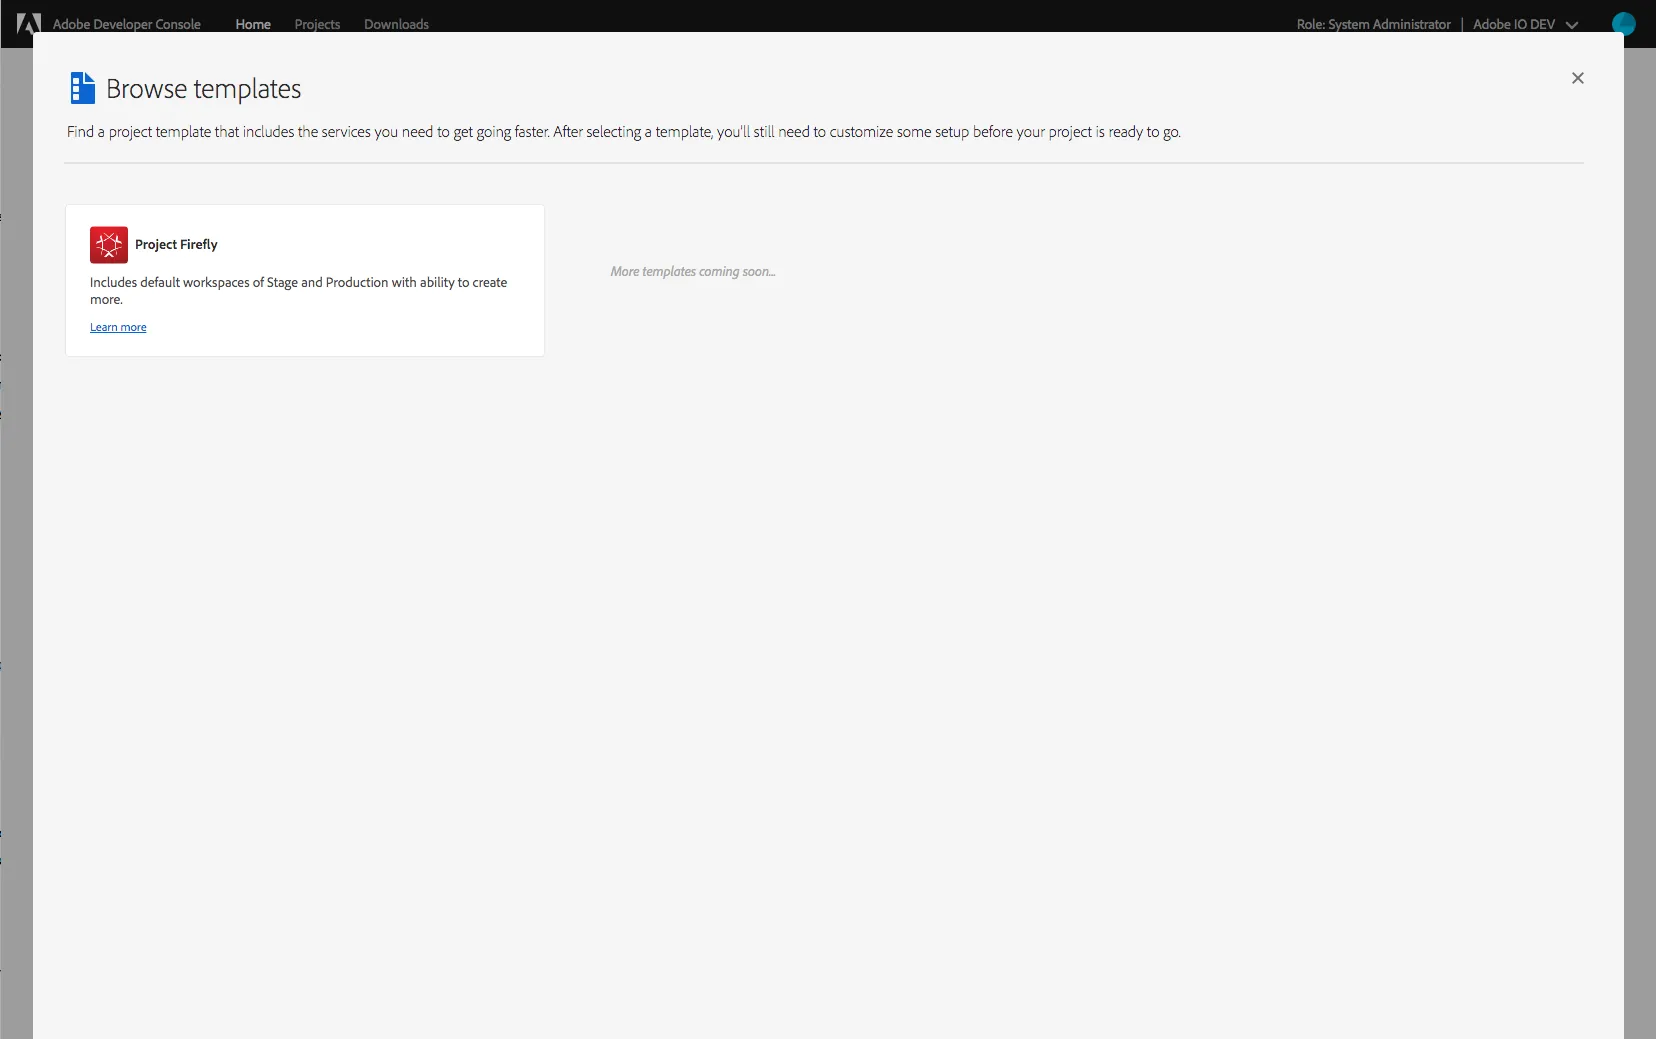 Adobe Developer Console Home Projects Downloads Role: System Administrator | Adobe IO DEV
Browse templates
Find a project template that includes the services you need to get going faster. After selecting a template, you'll still need to customize some setup before your project is ready to go.
Project Firefly
Includes default workspaces of Stage and Production with ability to create
more.
Learn more
More templates coming soon...